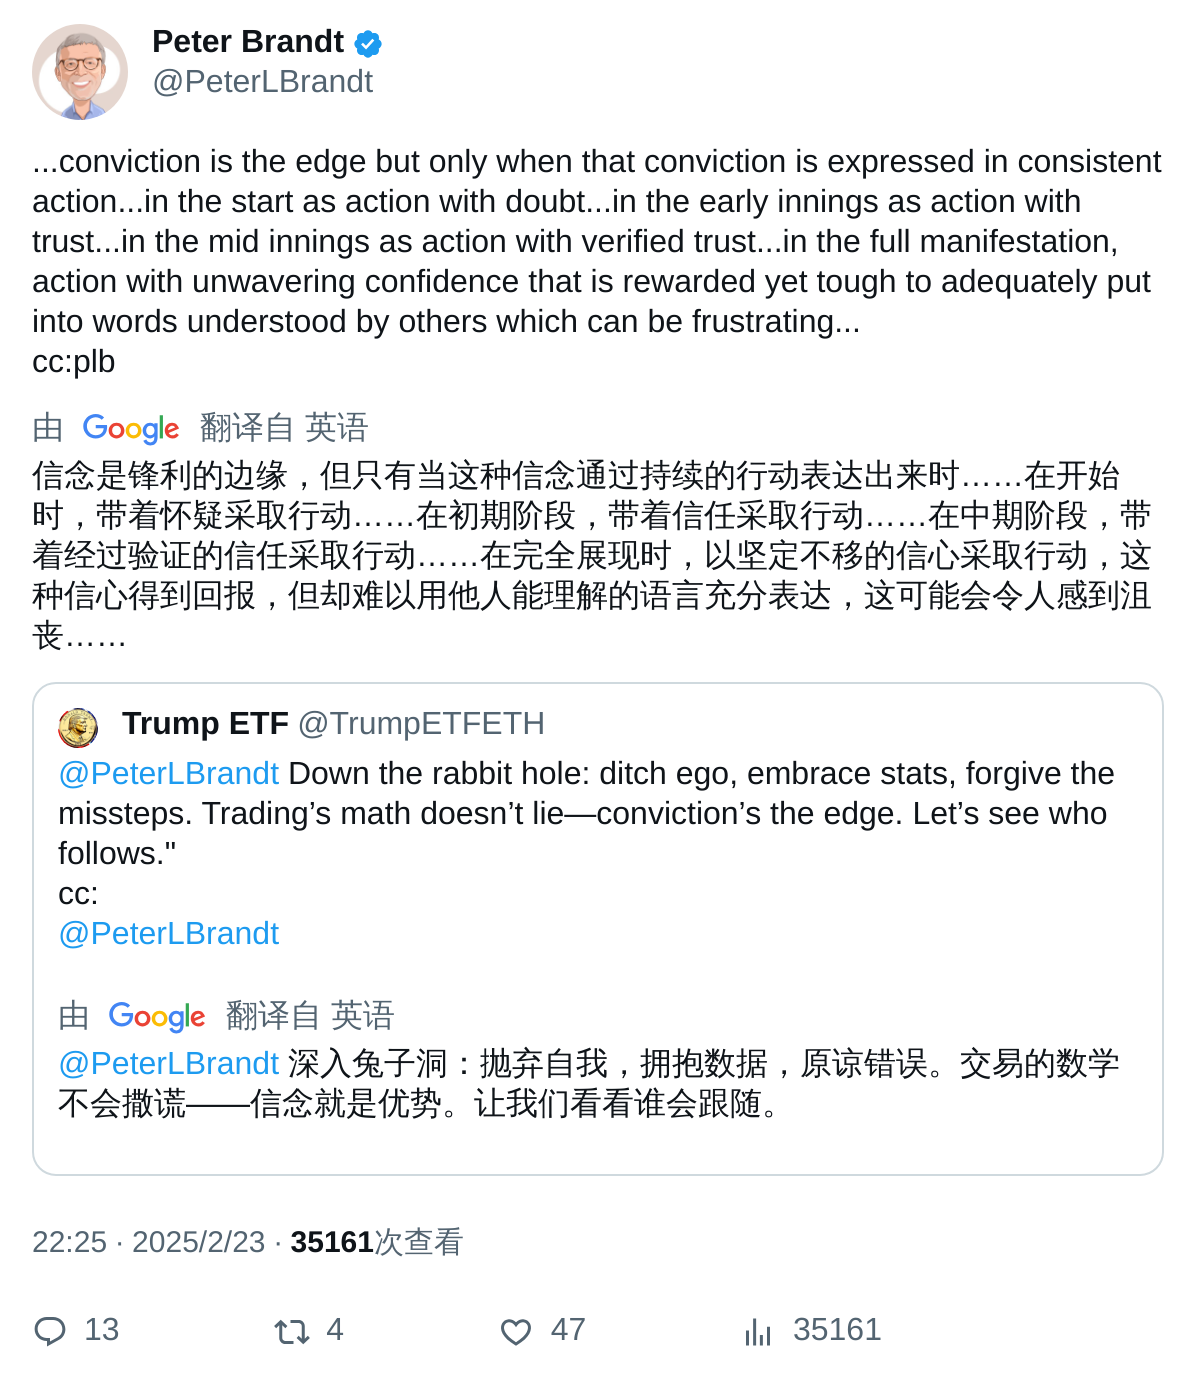 Peter Brandt
@PeterLBrandt
...conviction is the edge but only when that conviction is expressed in consistent
action...in the start as action with doubt...in the early innings as action with
trust...in the mid innings as action with verified trust...in the full manifestation,
action with unwavering confidence that is rewarded yet tough to adequately put
into words understood by others which can be frustrating...
cc:plb
由 Google 翻译自 英语
信念是锋利的边缘，但只有当这种信念通过持续的行动表达出来时……在开始
时，带着怀疑采取行动……在初期阶段，带着信任采取行动……在中期阶段，带
着经过验证的信任采取行动……在完全展现时，以坚定不移的信心采取行动，这
种信心得到回报，但却难以用他人能理解的语言充分表达，这可能会令人感到沮
丧……
Trump ETF @TrumpETFETH
@PeterLBrandt Down the rabbit hole: ditch ego, embrace stats, forgive the
missteps. Trading’s math doesn’t lie—conviction’s the edge. Let’s see who
follows."
cc:
@PeterLBrandt
由 Google 翻译自 英语
@PeterLBrandt 深入兔子洞：抛弃自我，拥抱数据，原谅错误。交易的数学
不会撒谎——信念就是优势。让我们看看谁会跟随。
22:25 · 2025/2/23 · 35161次查看
13 4 47 35161